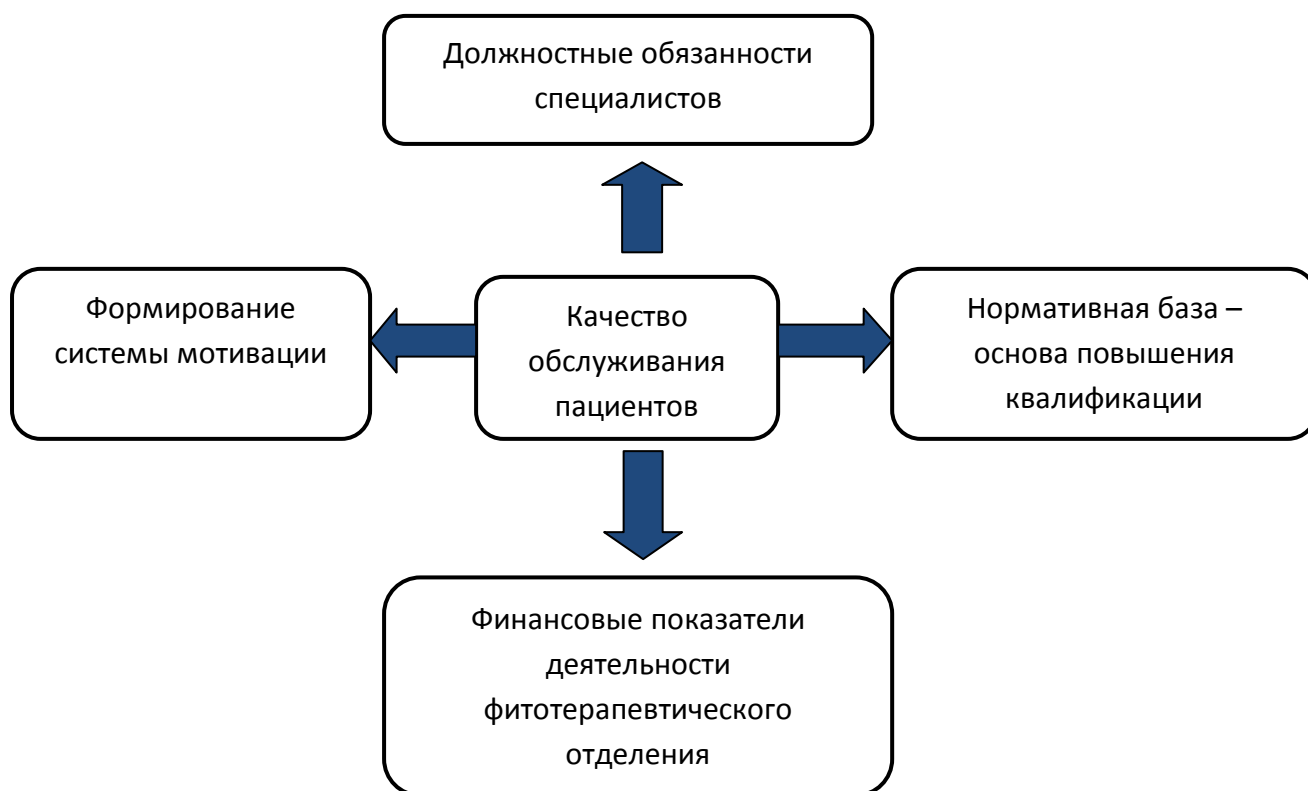 Должностные обязанности
специалистов
Формирование
системы мотивации
Качество
обслуживания
пациентов
Нормативная база –
основа повышения
квалификации
Финансовые показатели
деятельности
фитотерапевтического
отделения